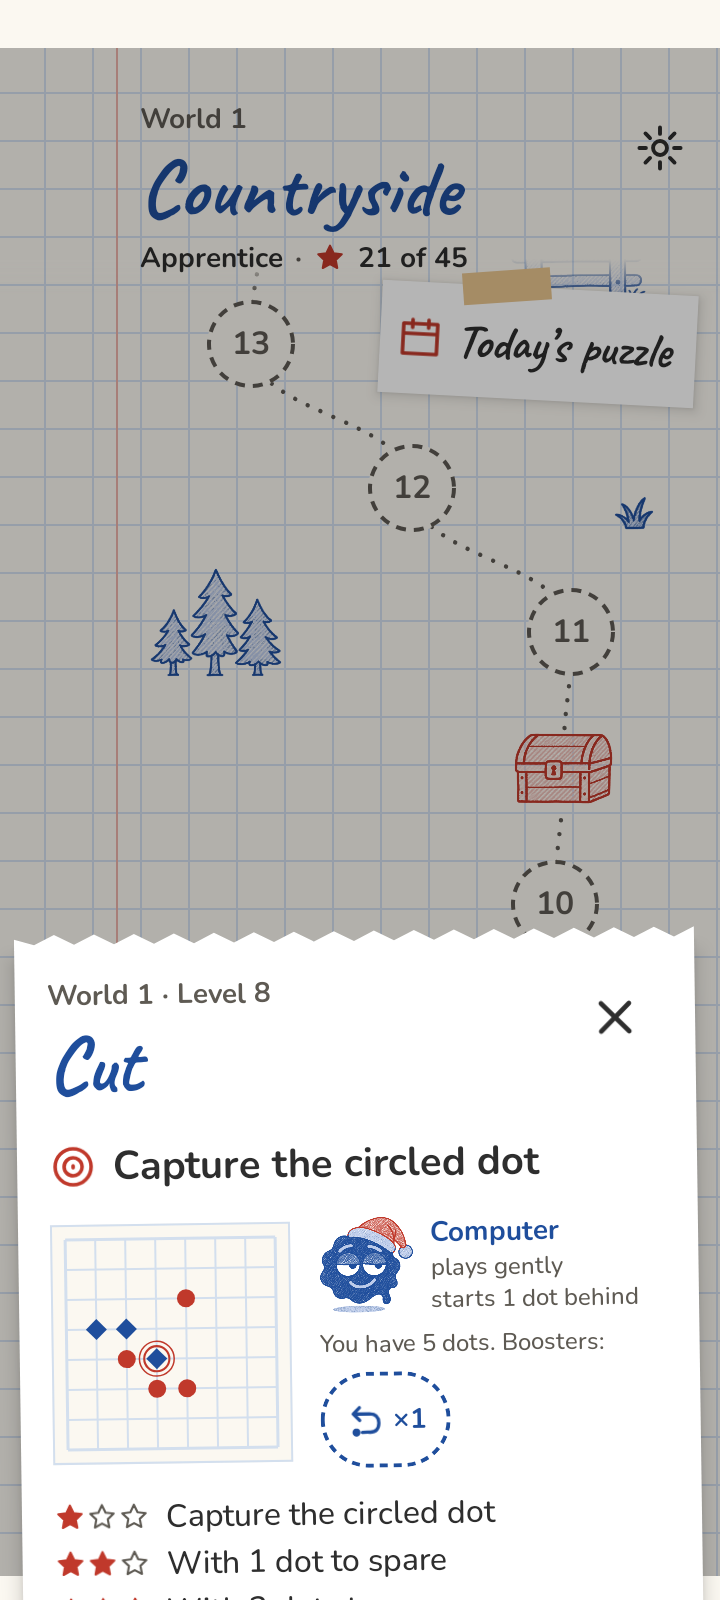 World 1
Countryside
Apprentice · 21 of 45
13
Today's puzzle
12
11
10
World 1 · Level 8
Cut
Capture the circled dot
Computer
plays gently
starts 1 dot behind
You have 5 dots. Boosters:
×1
Capture the circled dot
With 1 dot to spare